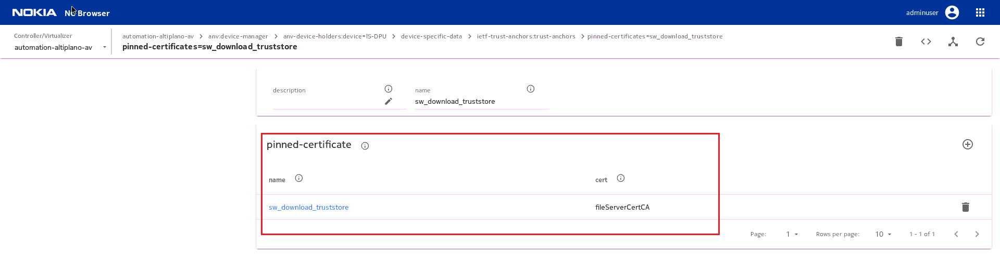 NOKIA Browser adminuser
Controller/Virtualizer
automation-altiplano-av
automation-altiplano-av > anv:device-manager > anv-device-holders:device=IS-DPU > device-specific-data > ietf-trust-anchors:trust-anchors > pinned-certificates=sw_download_truststore
pinned-certificates=sw_download_truststore
description name
sw_download_truststore
pinned-certificate
name cert
sw_download_truststore fileServerCertCA
Page: 1 Rows per page: 10 1 - 1 of 1